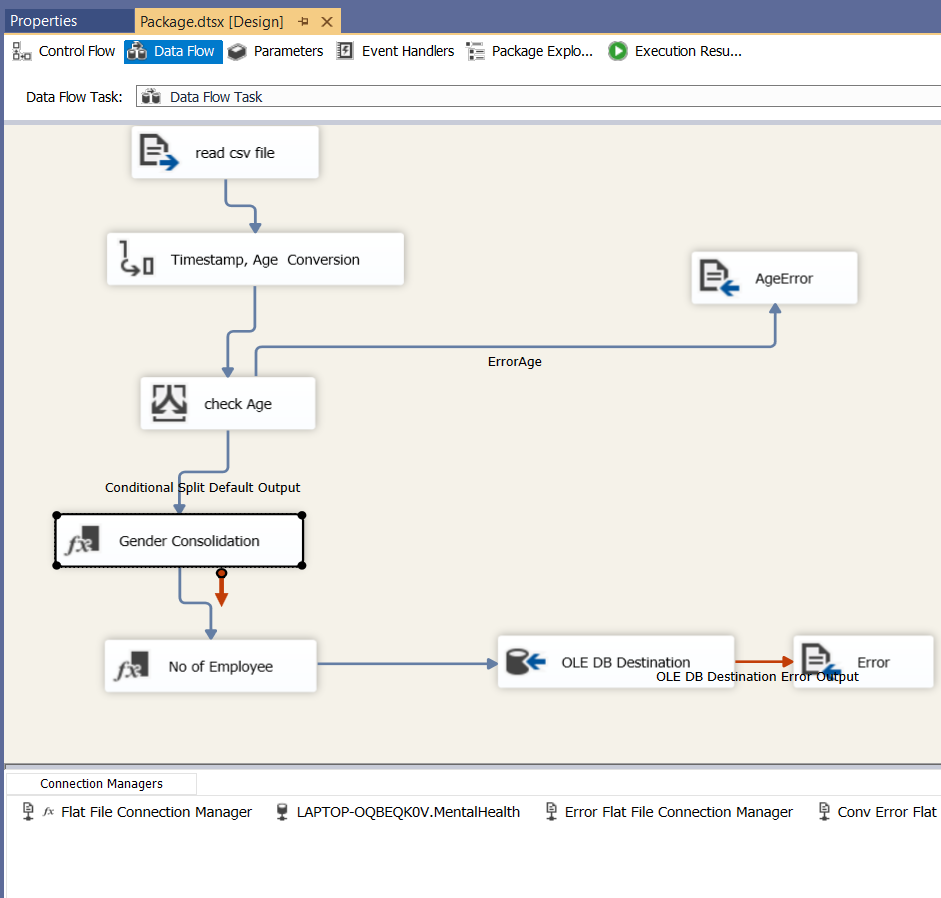 Properties
Package.dtsx [Design]
Control Flow
Data Flow
Parameters
Event Handlers
Package Explo...
Execution Resu...
Data Flow Task:
Data Flow Task
read csv file
Timestamp, Age  Conversion
AgeError
ErrorAge
check Age
Conditional Split Default Output
fx
Gender Consolidation
fx
No of Employee
OLE DB Destination
Error
OLE DB Destination Error Output
Connection Managers
fx
Flat File Connection Manager
LAPTOP-OQBEQK0V.MentalHealth
Error Flat File Connection Manager
Conv Error Flat